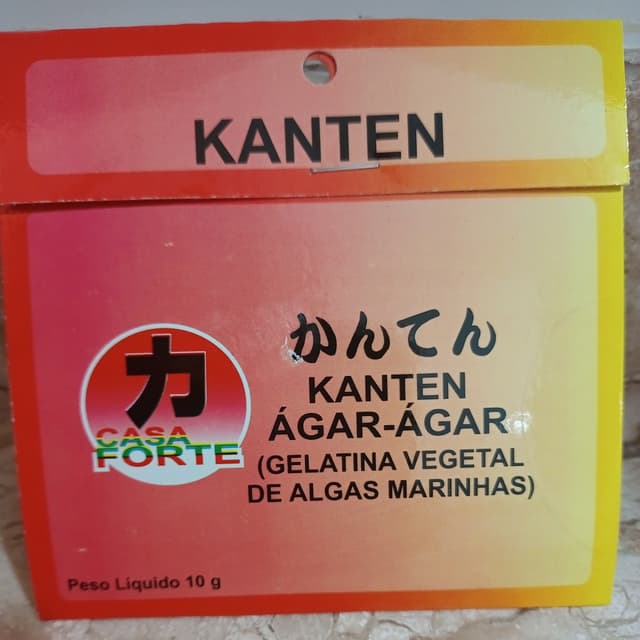 KANTEN
かんてん
KANTEN
ÁGAR-ÁGAR
(GELATINA VEGETAL
DE ALGAS MARINHAS)
力
CASA
FORTE
Peso Líquido 10 g